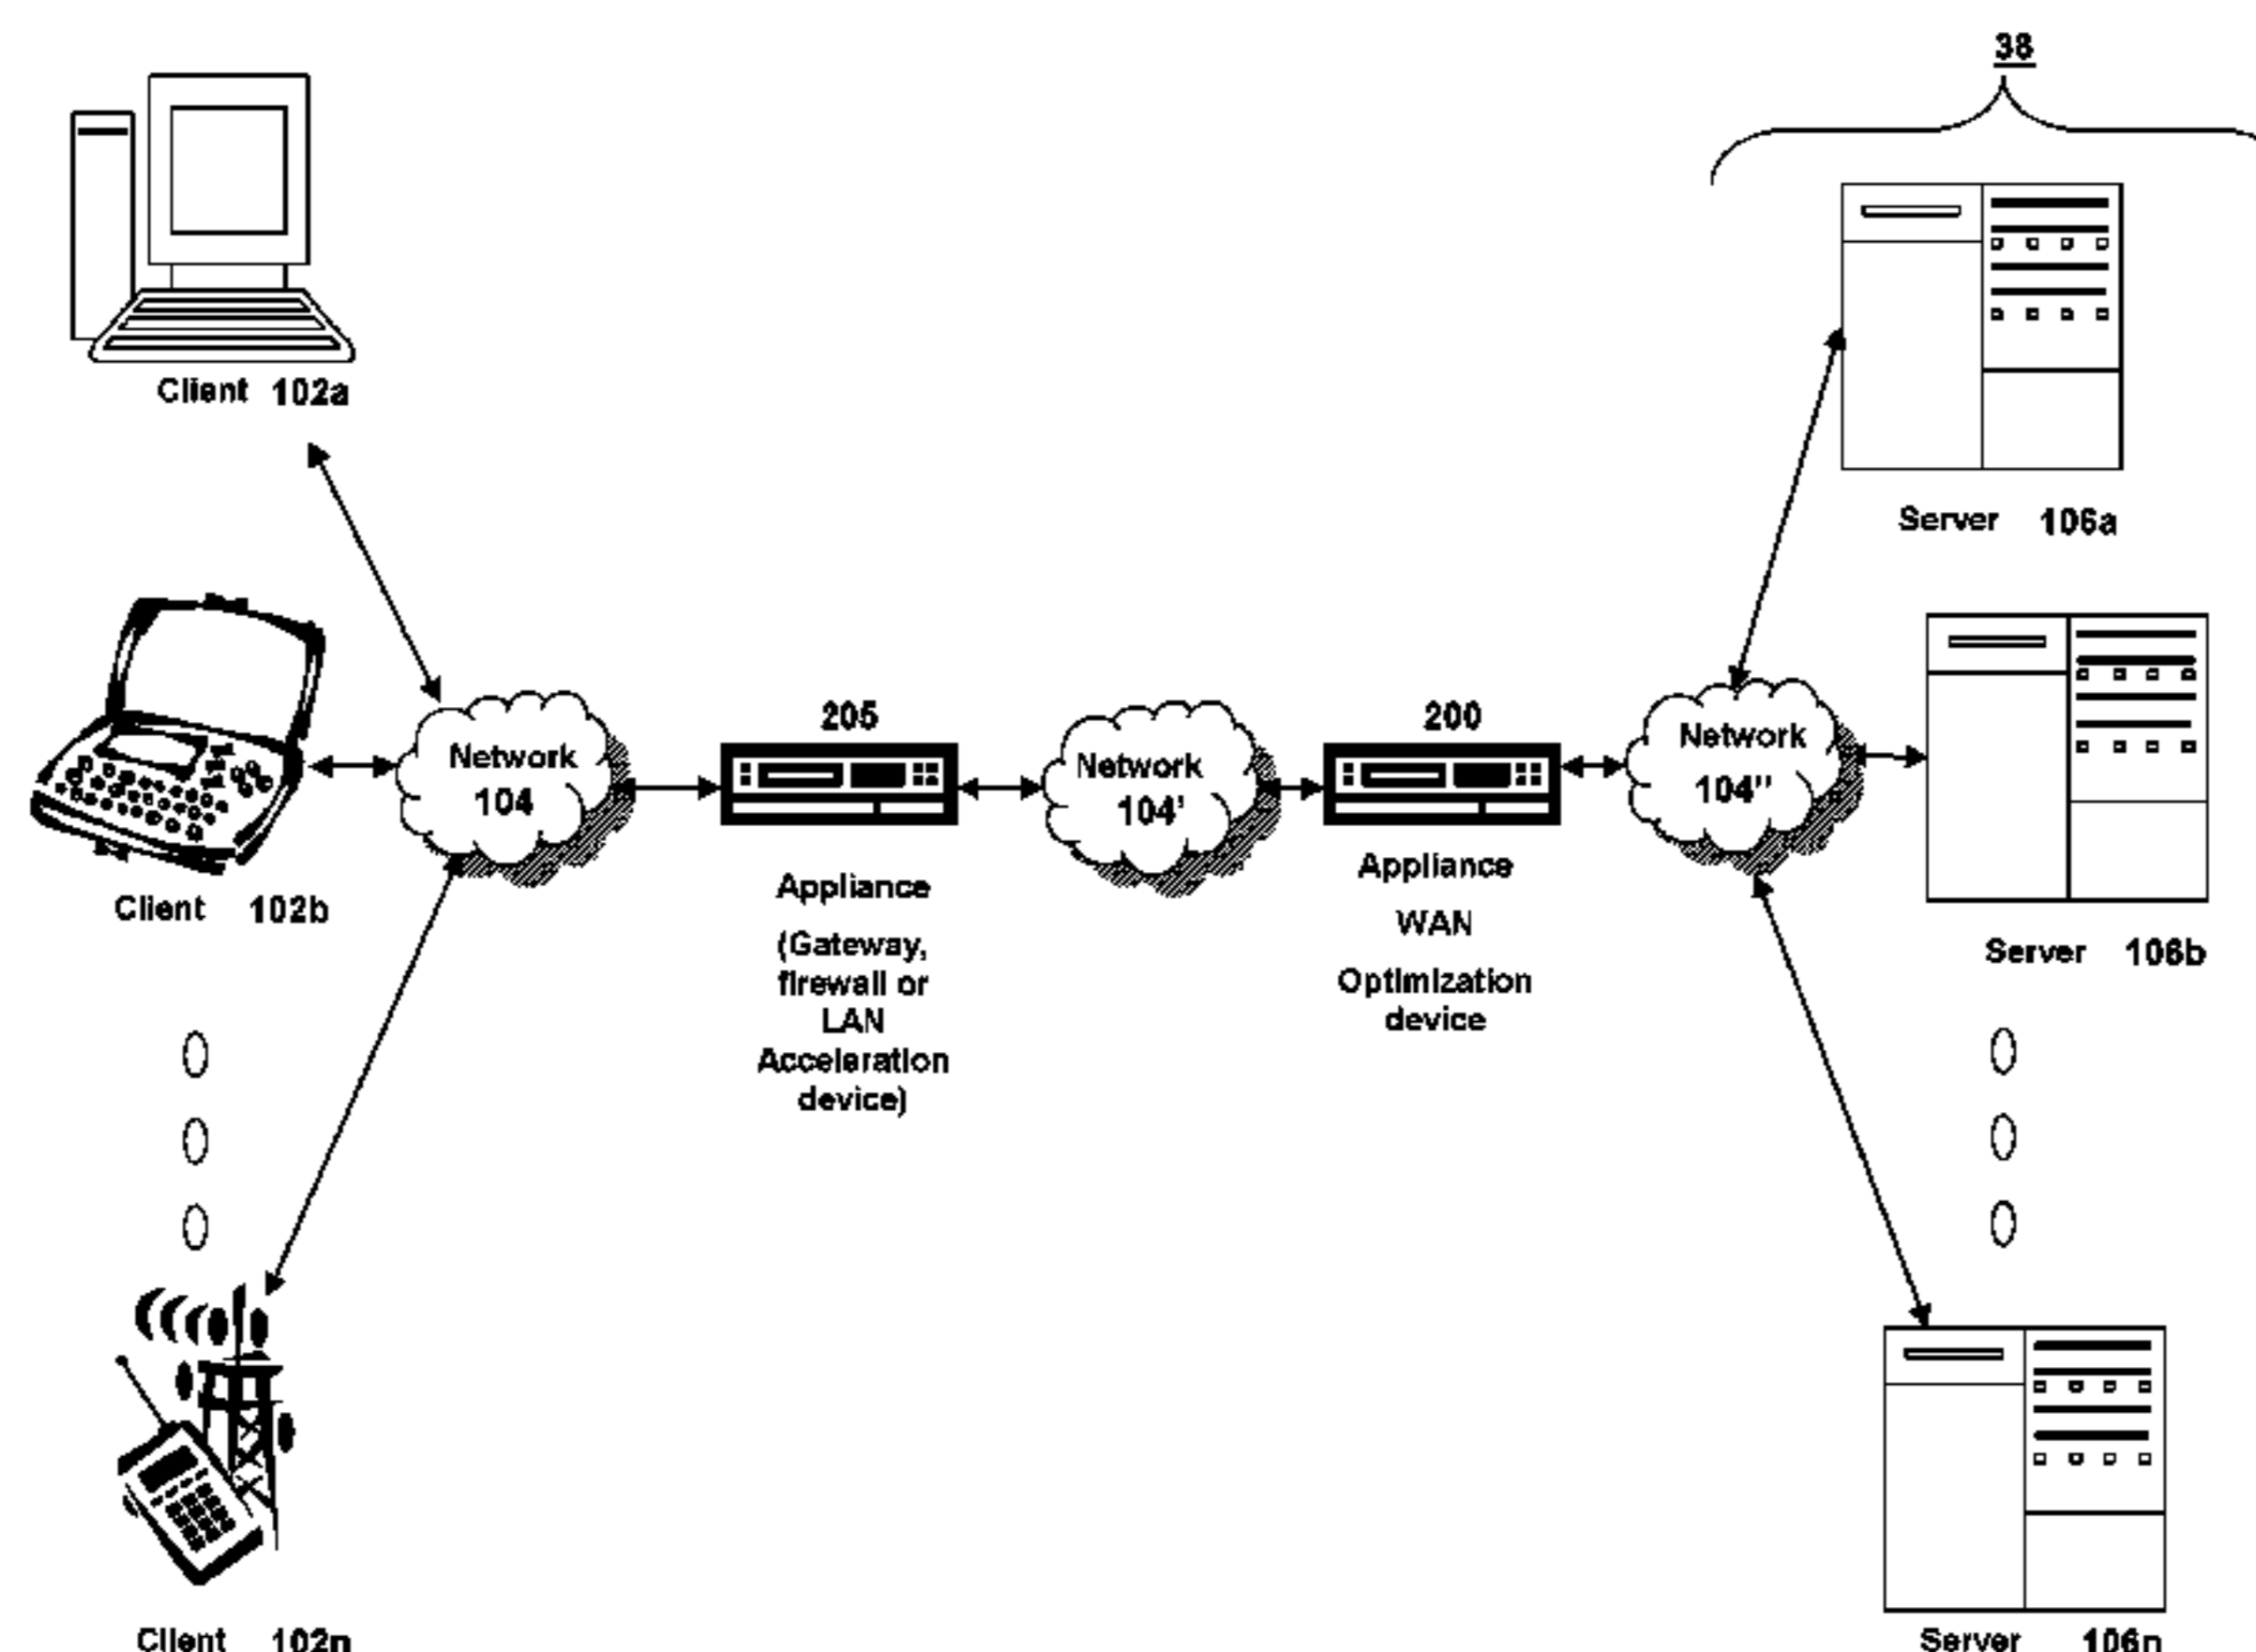 38
Client 102a
Server 106a
205
200
Network
104
Network
104'
Network
104"
Client 102b
Appliance
(Gateway,
firewall or
LAN
Acceleration
device)
Appliance
WAN
Optimization
device
Server 106b
Client 102n
Server 106n